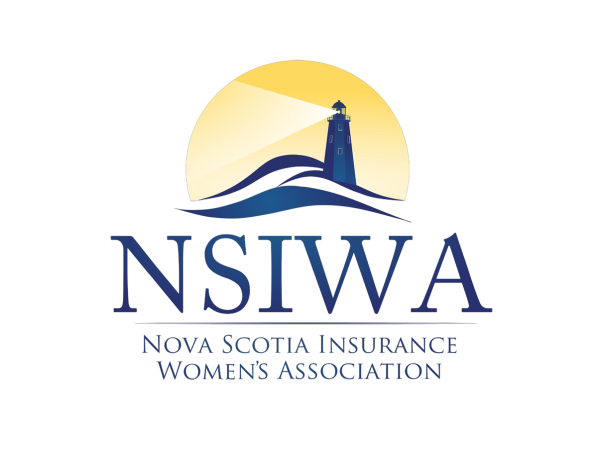 NSIWA
Nova Scotia Insurance
Women's Association